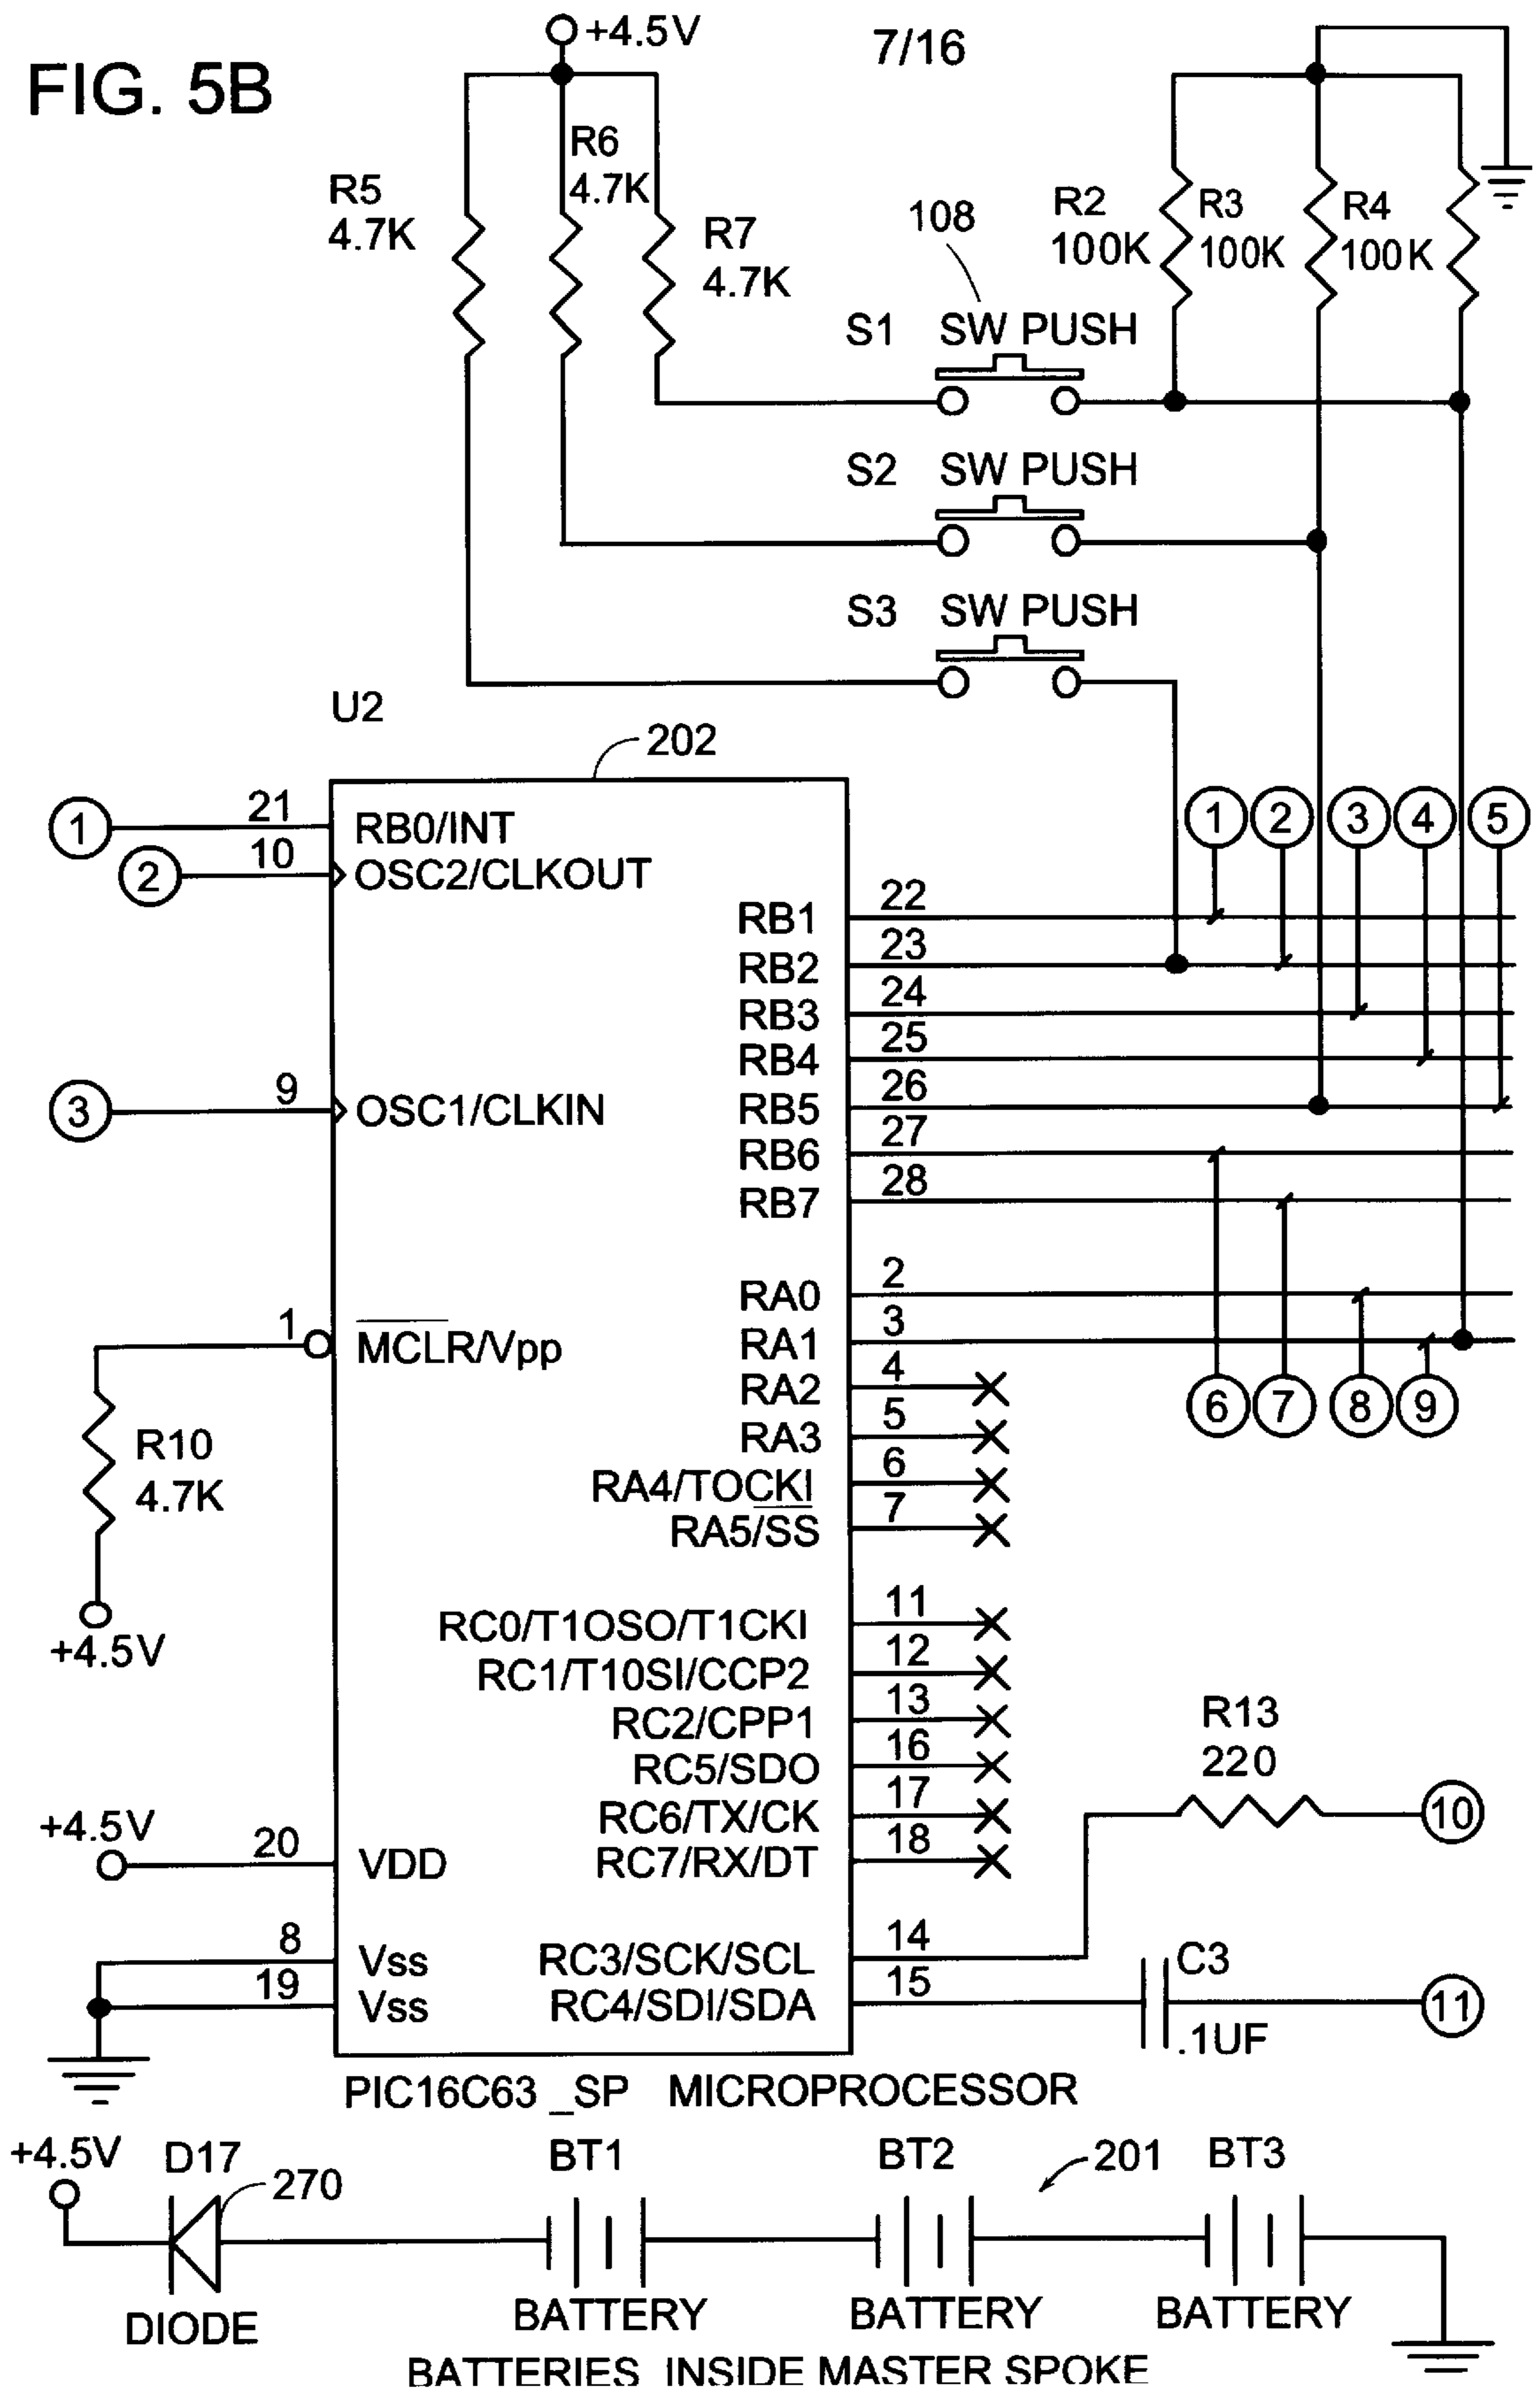 FIG. 5B
7/16
+4.5V
R5
4.7K
R6
4.7K
R7
4.7K
108
R2
100K
R3
100K
R4
100K
S1 SW PUSH
S2 SW PUSH
S3 SW PUSH
U2
202
1 21 RB0/INT
2 10 OSC2/CLKOUT
3 9 OSC1/CLKIN
1 MCLR/Vpp
R10
4.7K
+4.5V
+4.5V
20 VDD
8 Vss
19 Vss
1 2 3 4 5
RB1 22
RB2 23
RB3 24
RB4 25
RB5 26
RB6 27
RB7 28
RA0 2
RA1 3
RA2 4
RA3 5
RA4/TOCKI 6
RA5/SS 7
6 7 8 9
RC0/T1OSO/T1CKI 11
RC1/T10SI/CCP2 12
RC2/CPP1 13
RC5/SDO 16
RC6/TX/CK 17
RC7/RX/DT 18
RC3/SCK/SCL 14
RC4/SDI/SDA 15
R13
220
10
C3
.1UF
11
PIC16C63_SP MICROPROCESSOR
+4.5V
D17
270
DIODE
BT1
BATTERY
BT2
BATTERY
201
BT3
BATTERY
BATTERIES INSIDE MASTER SPOKE